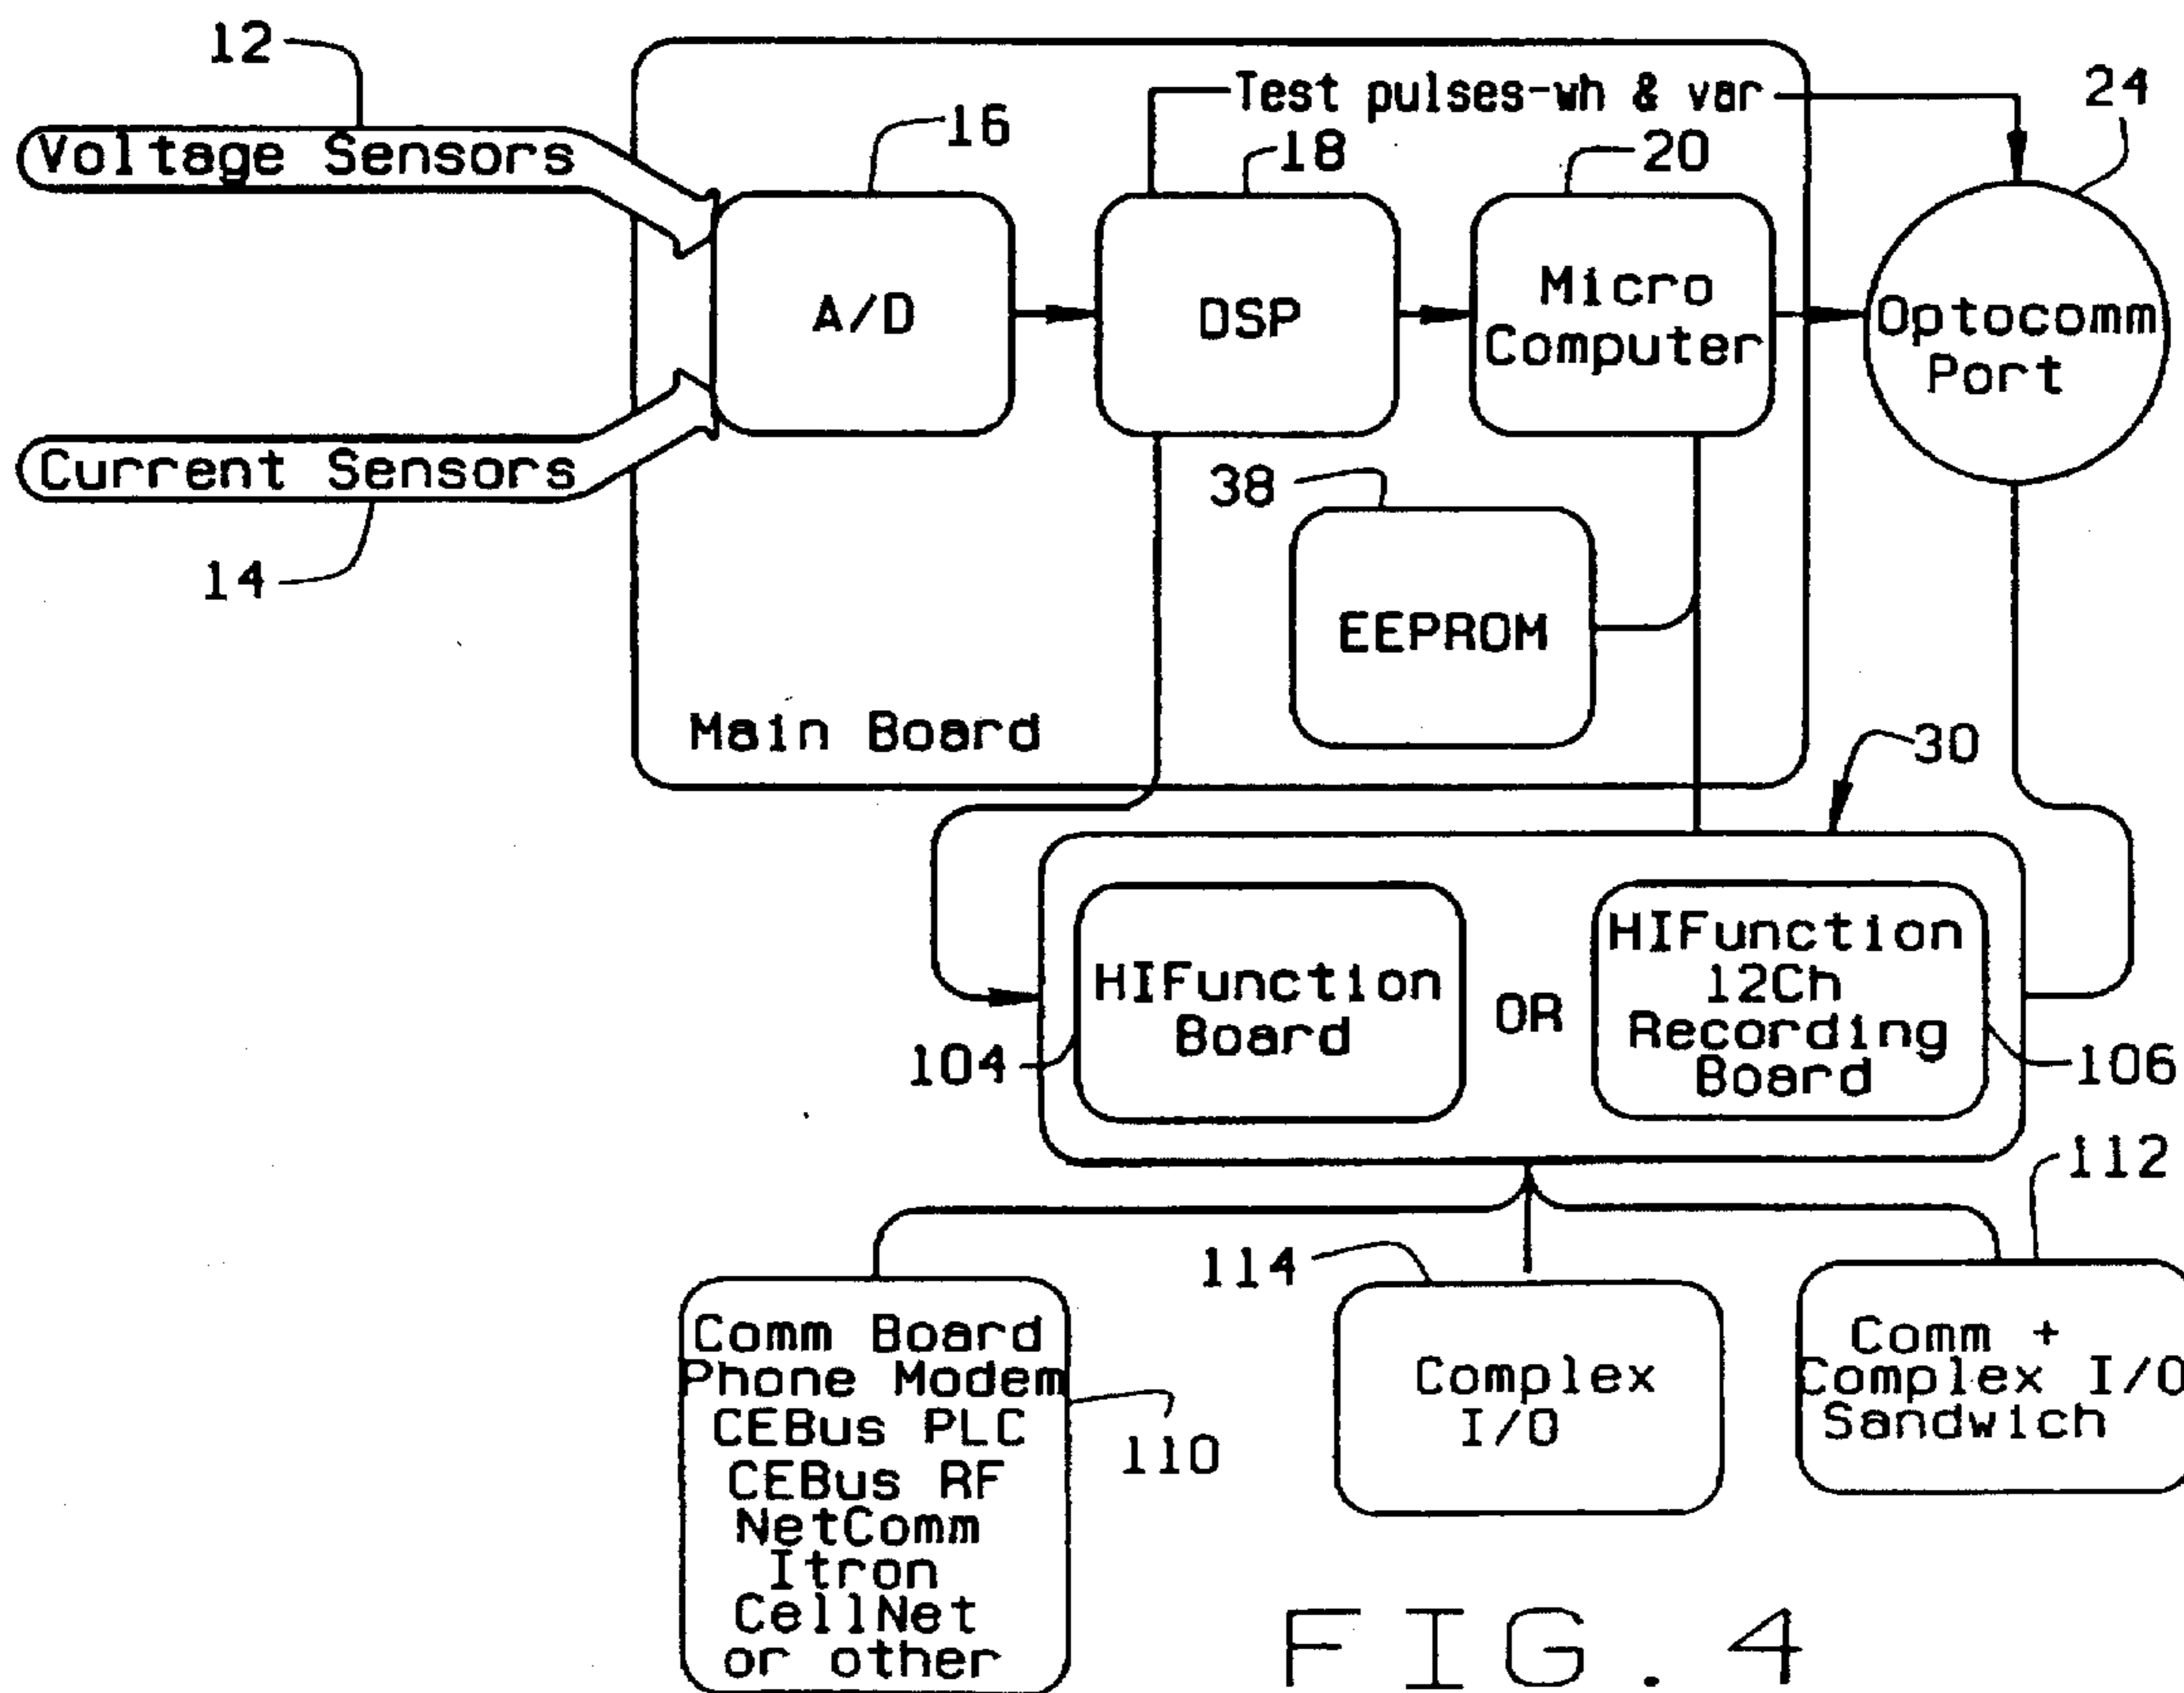 12
Test pulses-wh & var
24
Voltage Sensors
16
18
20
A/D
DSP
Micro
Computer
Optocomm
Port
Current Sensors
14
38
EEPROM
Main Board
30
HIFunction
Board
OR
HIFunction
12Ch
Recording
Board
104
106
112
114
Comm Board
Phone Modem
CEBus PLC
CEBus RF
NetComm
Itron
CellNet
or other
110
Complex
I/O
Comm +
Complex I/O
Sandwich
FIG. 4